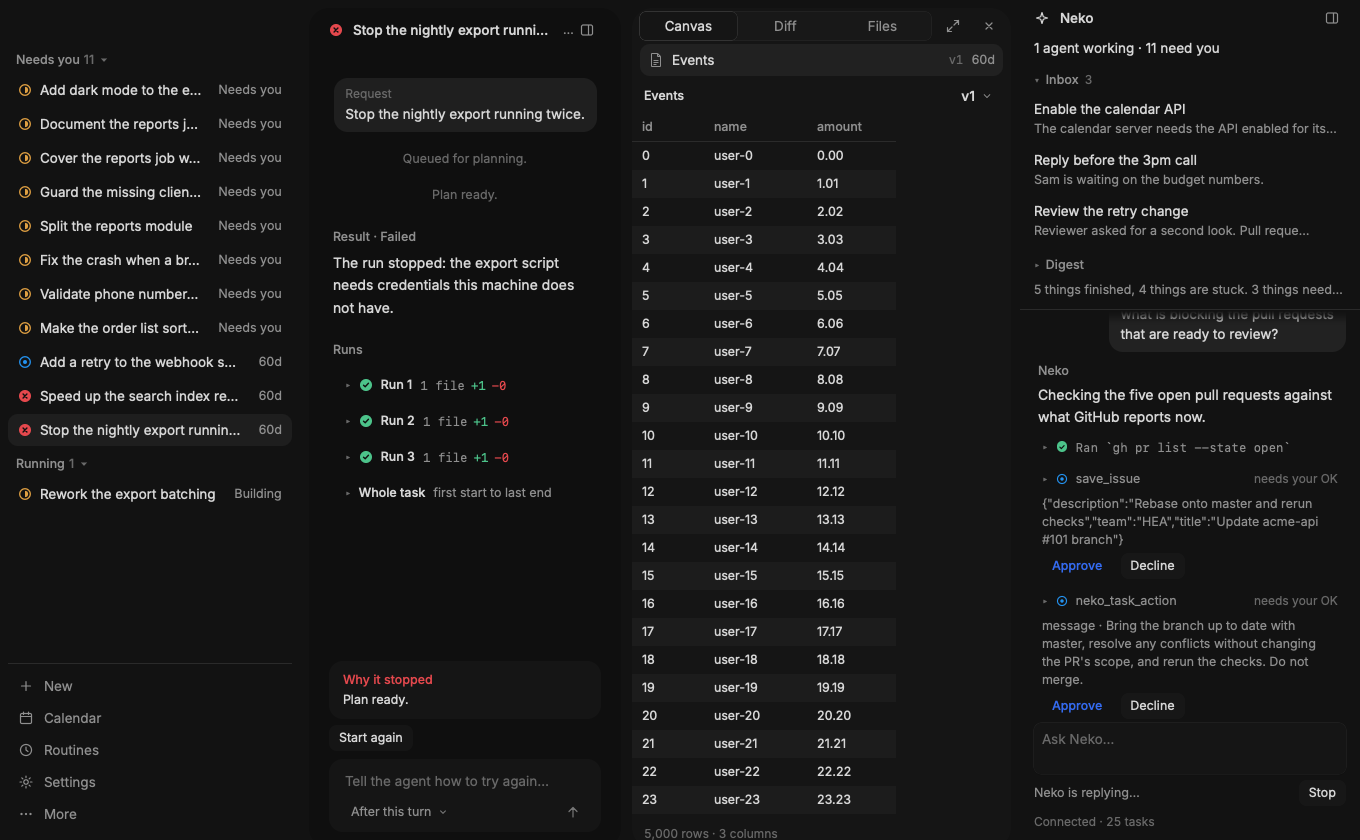 Needs you 11
Add dark mode to the e... Needs you
Document the reports j... Needs you
Cover the reports job w... Needs you
Guard the missing clien... Needs you
Split the reports module Needs you
Fix the crash when a br... Needs you
Validate phone number... Needs you
Make the order list sort... Needs you
Add a retry to the webhook s... 60d
Speed up the search index re... 60d
Stop the nightly export runnin... 60d
Running 1
Rework the export batching Building
New
Calendar
Routines
Settings
More
Stop the nightly export runni... ...
Request
Stop the nightly export running twice.
Queued for planning.
Plan ready.
Result · Failed
The run stopped: the export script
needs credentials this machine does
not have.
Runs
Run 1 1 file +1 −0
Run 2 1 file +1 −0
Run 3 1 file +1 −0
Whole task first start to last end
Why it stopped
Plan ready.
Start again
Tell the agent how to try again...
After this turn
Canvas Diff Files
Events v1 60d
Events v1
id name amount
0 user-0 0.00
1 user-1 1.01
2 user-2 2.02
3 user-3 3.03
4 user-4 4.04
5 user-5 5.05
6 user-6 6.06
7 user-7 7.07
8 user-8 8.08
9 user-9 9.09
10 user-10 10.10
11 user-11 11.11
12 user-12 12.12
13 user-13 13.13
14 user-14 14.14
15 user-15 15.15
16 user-16 16.16
17 user-17 17.17
18 user-18 18.18
19 user-19 19.19
20 user-20 20.20
21 user-21 21.21
22 user-22 22.22
23 user-23 23.23
5,000 rows · 3 columns
Neko
1 agent working · 11 need you
Inbox 3
Enable the calendar API
The calendar server needs the API enabled for its...
Reply before the 3pm call
Sam is waiting on the budget numbers.
Review the retry change
Reviewer asked for a second look. Pull reque...
Digest
5 things finished, 4 things are stuck. 3 things need...
what is blocking the pull requests
that are ready to review?
Neko
Checking the five open pull requests against
what GitHub reports now.
Ran `gh pr list --state open`
save_issue needs your OK
{"description":"Rebase onto master and rerun
checks","team":"HEA","title":"Update acme-api
#101 branch"}
Approve Decline
neko_task_action needs your OK
message · Bring the branch up to date with
master, resolve any conflicts without changing
the PR's scope, and rerun the checks. Do not
merge.
Approve Decline
Ask Neko...
Neko is replying... Stop
Connected · 25 tasks